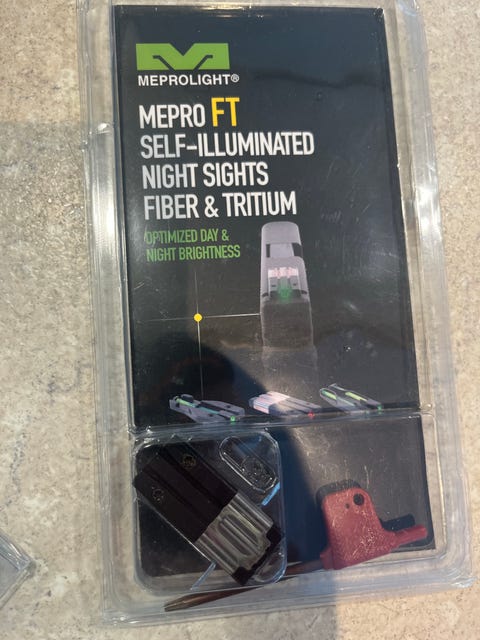 MEPROLIGHT®
MEPRO FT
SELF-ILLUMINATED
NIGHT SIGHTS
FIBER & TRITIUM
OPTIMIZED DAY &
NIGHT BRIGHTNESS